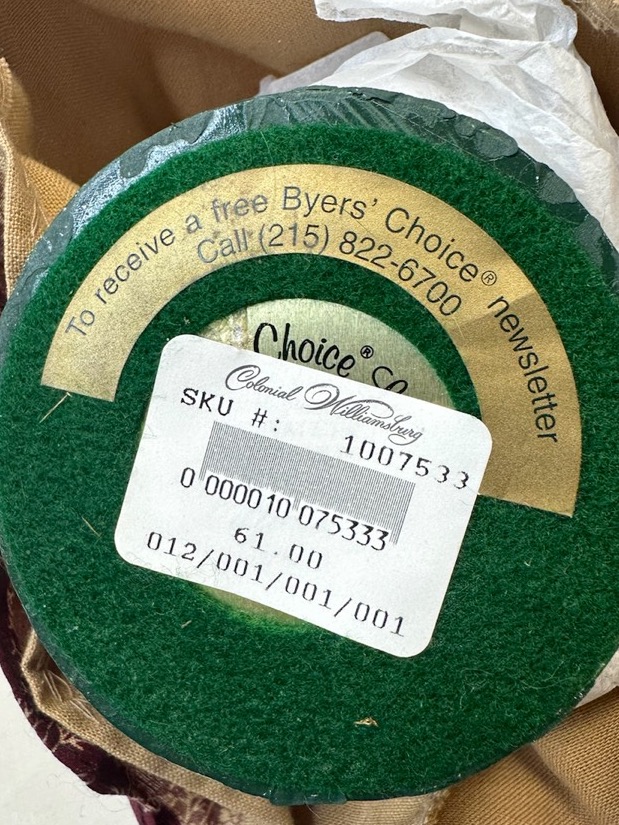 To receive a free Byers' Choice® newsletter
Call (215) 822-6700
Choice®
Colonial Williamsburg
SKU #:
1007533
0 000010 075333
61.00
012/001/001/001